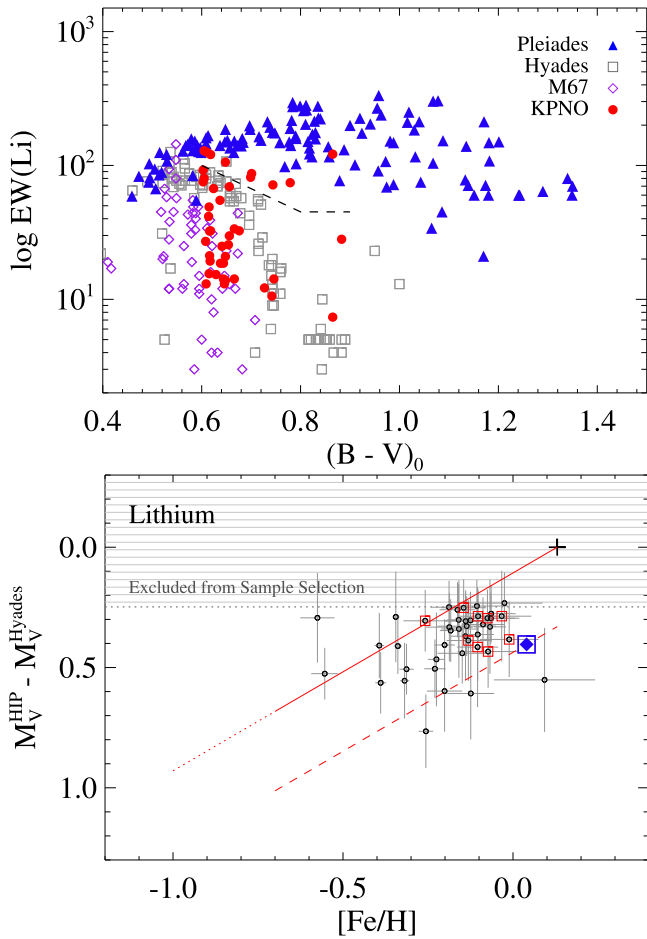 10³
10²
10¹
log EW(Li)
Pleiades
Hyades
M67
KPNO
0.4 0.6 0.8 1.0 1.2 1.4
(B - V)₀
Lithium
Excluded from Sample Selection
0.0
0.5
1.0
M_V^HIP - M_V^Hyades
-1.0 -0.5 0.0
[Fe/H]